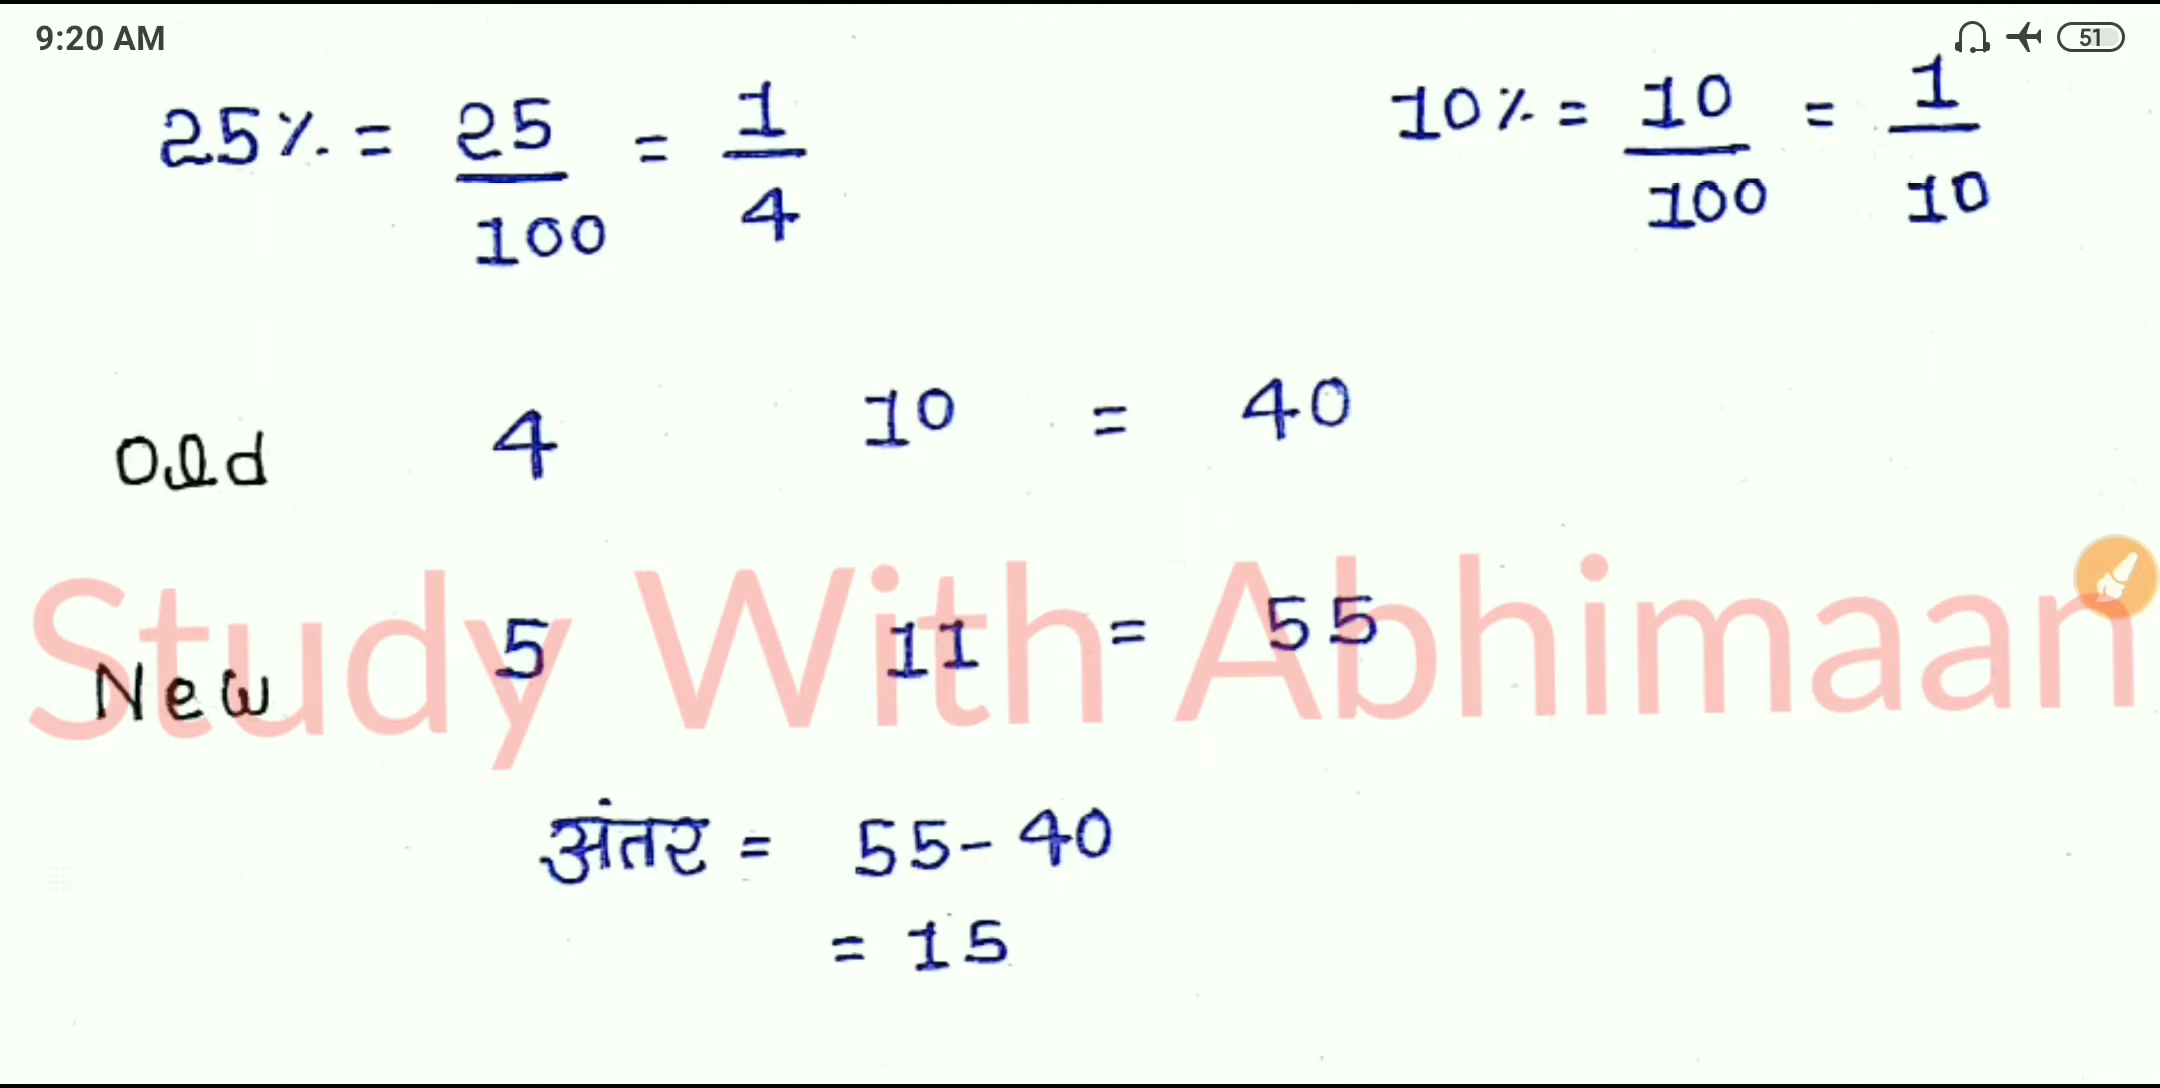 9:20 AM 51
25% = 25/100 = 1/4
10% = 10/100 = 1/10
Old 4 10 = 40
Study With Abhimaan
New 5 11 = 55
अंतर = 55-40
= 15